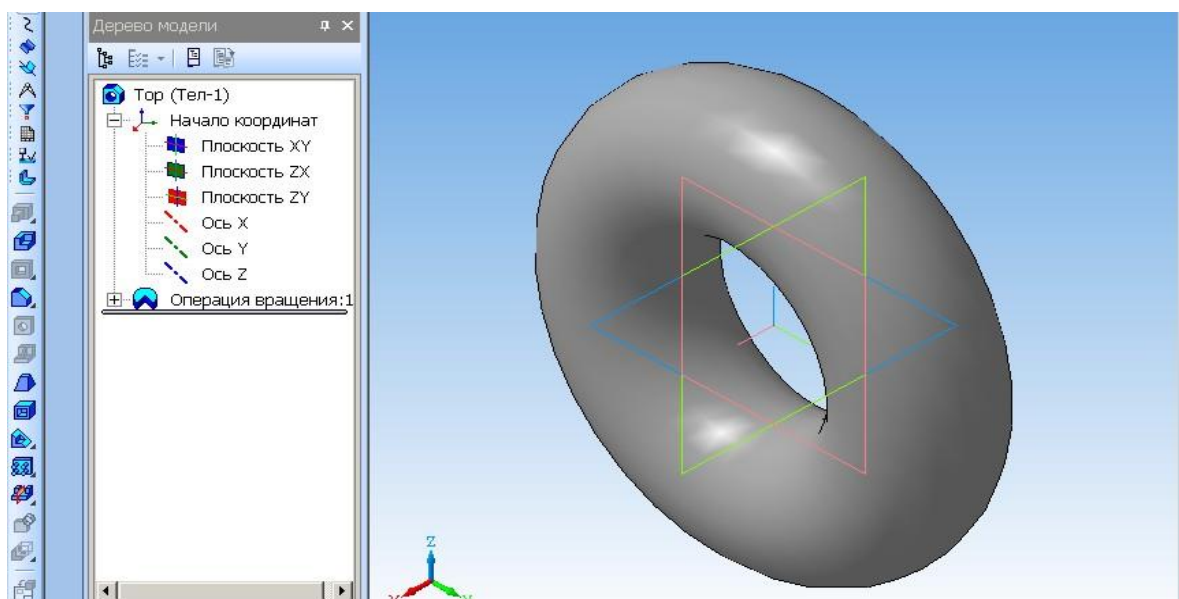 Дерево модели
Тор (Тел-1)
Начало координат
Плоскость XY
Плоскость ZX
Плоскость ZY
Ось X
Ось Y
Ось Z
Операция вращения:1
Z